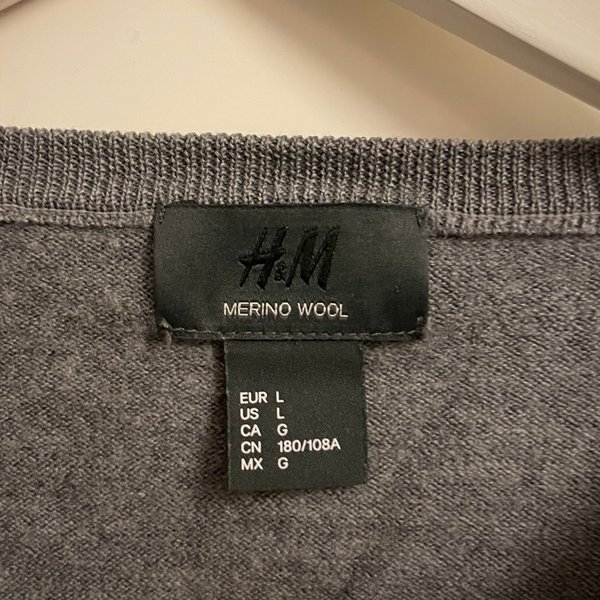 H&M
MERINO WOOL
EUR L
US L
CA G
CN 180/108A
MX G